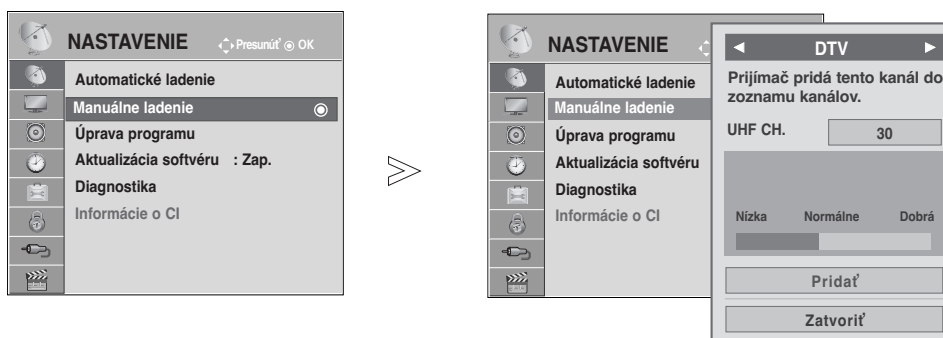 NASTAVENIE Presunúť OK
Automatické ladenie
Manuálne ladenie
Úprava programu
Aktualizácia softvéru : Zap.
Diagnostika
Informácie o CI
NASTAVENIE
Automatické ladenie
Manuálne ladenie
Úprava programu
Aktualizácia softvéru
Diagnostika
Informácie o CI
DTV
Prijímač pridá tento kanál do
zoznamu kanálov.
UHF CH. 30
Nízka Normálne Dobrá
Pridať
Zatvoriť